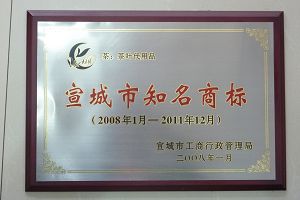 茶：茶叶代用品
宣城市知名商标
（2008年1月—2011年12月）
宣城市工商行政管理局
二〇〇八年一月